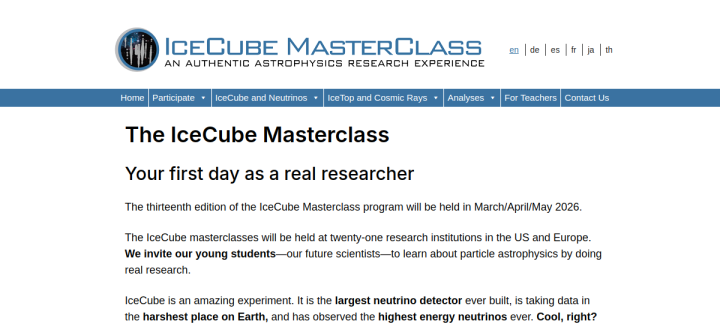 IceCube MasterClass
AN AUTHENTIC ASTROPHYSICS RESEARCH EXPERIENCE
en de es fr ja th
Home Participate IceCube and Neutrinos IceTop and Cosmic Rays Analyses For Teachers Contact Us
The IceCube Masterclass
Your first day as a real researcher
The thirteenth edition of the IceCube Masterclass program will be held in March/April/May 2026.
The IceCube masterclasses will be held at twenty-one research institutions in the US and Europe.
We invite our young students—our future scientists—to learn about particle astrophysics by doing
real research.
IceCube is an amazing experiment. It is the largest neutrino detector ever built, is taking data in
the harshest place on Earth, and has observed the highest energy neutrinos ever. Cool, right?